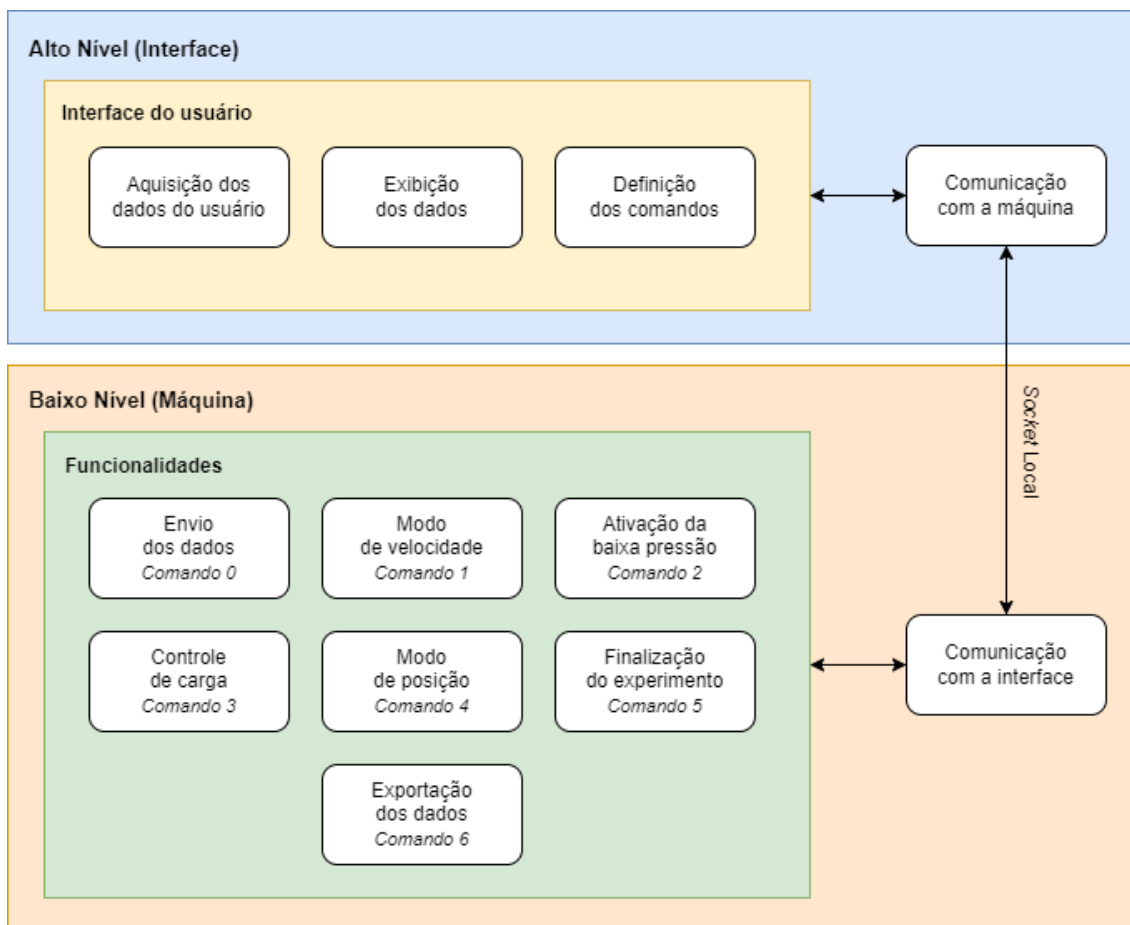 Alto Nível (Interface)
Interface do usuário
Aquisição dos
dados do usuário
Exibição
dos dados
Definição
dos comandos
Comunicação
com a máquina
Socket Local
Baixo Nível (Máquina)
Funcionalidades
Envio
dos dados
Comando 0
Modo
de velocidade
Comando 1
Ativação da
baixa pressão
Comando 2
Controle
de carga
Comando 3
Modo
de posição
Comando 4
Finalização
do experimento
Comando 5
Comunicação
com a interface
Exportação
dos dados
Comando 6